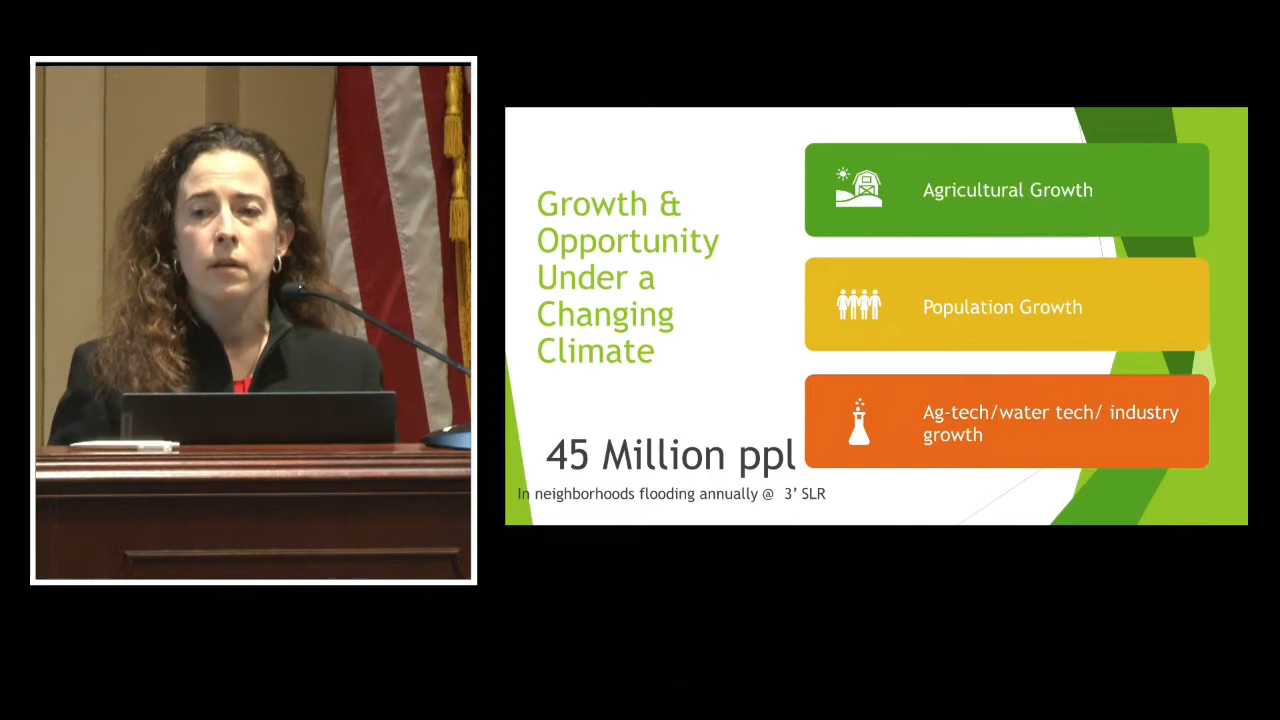 Growth &
Opportunity
Under a
Changing
Climate
45 Million ppl
In neighborhoods flooding annually @ 3’ SLR
Agricultural Growth
Population Growth
Ag-tech/water tech/ industry
growth